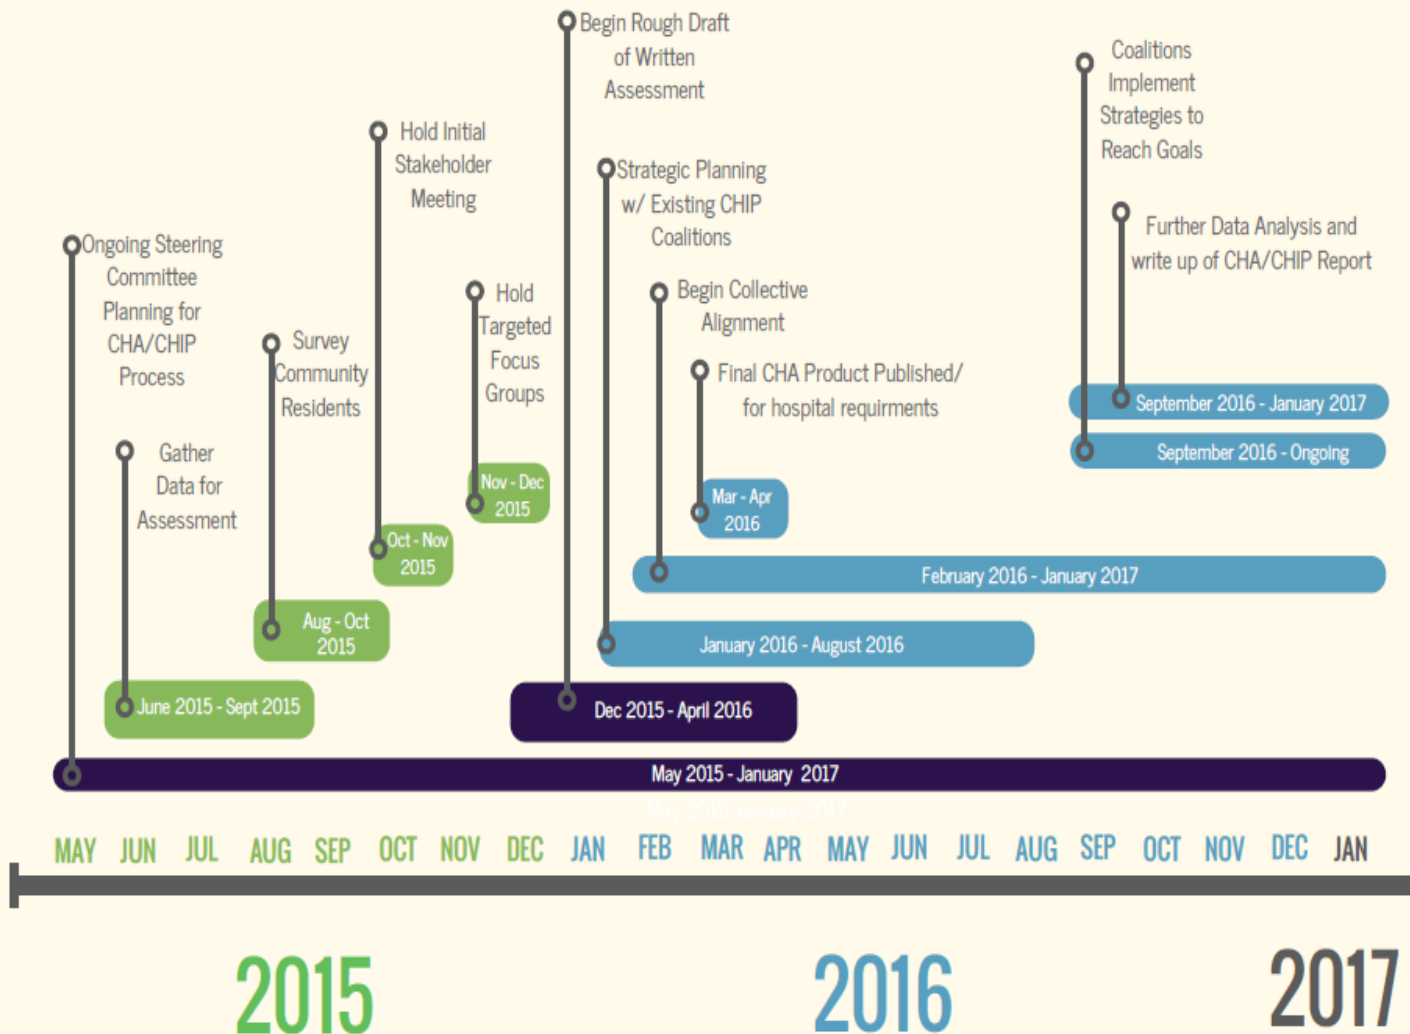 Begin Rough Draft
of Written
Assessment
Coalitions
Implement
Strategies to
Reach Goals
Hold Initial
Stakeholder
Meeting
Strategic Planning
w/ Existing CHIP
Coalitions
Further Data Analysis and
write up of CHA/CHIP Report
Ongoing Steering
Committee
Planning for
CHA/CHIP
Process
Hold
Targeted
Focus
Groups
Begin Collective
Alignment
Survey
Community
Residents
Final CHA Product Published/
for hospital requirments
Gather
Data for
Assessment
September 2016 - January 2017
September 2016 - Ongoing
Nov - Dec
2015
Mar - Apr
2016
Oct - Nov
2015
February 2016 - January 2017
Aug - Oct
2015
January 2016 - August 2016
June 2015 - Sept 2015
Dec 2015 - April 2016
May 2015 - January 2017
May 2015-January 2017
MAY JUN JUL AUG SEP OCT NOV DEC JAN FEB MAR APR MAY JUN JUL AUG SEP OCT NOV DEC JAN
2015 2016 2017